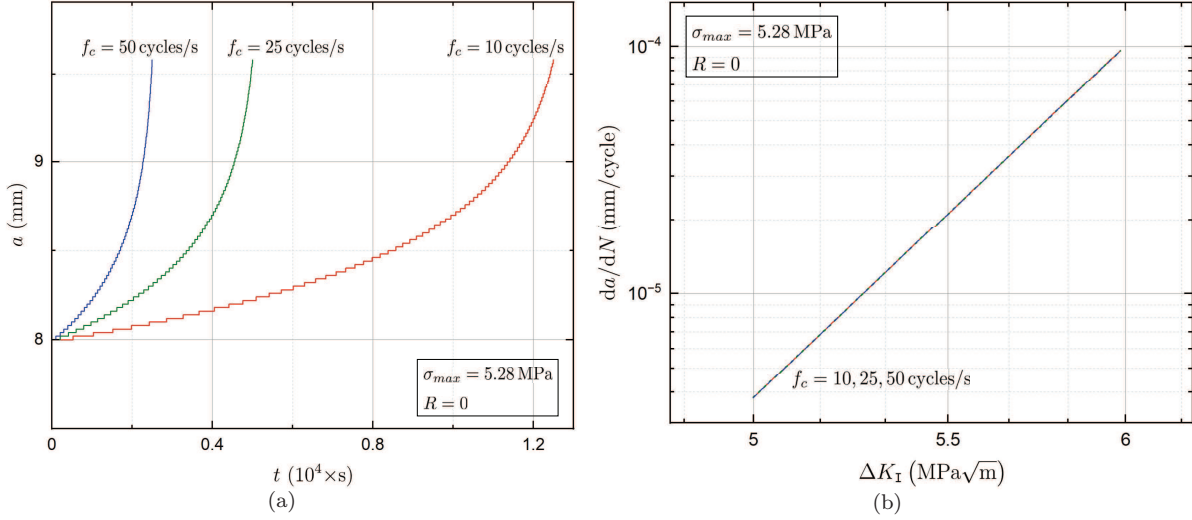 f_c = 50 cycles/s
f_c = 25 cycles/s
f_c = 10 cycles/s
9
8
a (mm)
σ_max = 5.28 MPa
R = 0
0
0.4
0.8
1.2
t (10^4×s)
(a)
σ_max = 5.28 MPa
R = 0
10^-4
10^-5
da/dN (mm/cycle)
f_c = 10, 25, 50 cycles/s
5
5.5
6
ΔK_I (MPa√m)
(b)